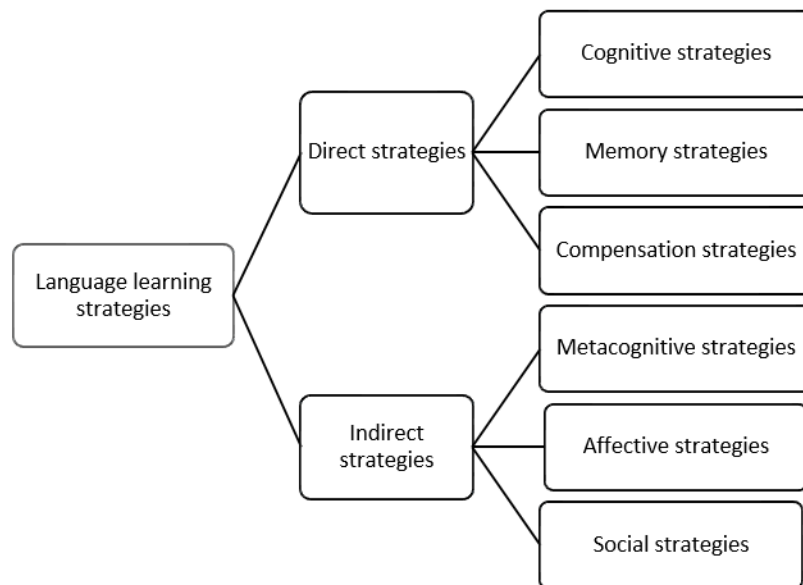 Language learning
strategies
Direct strategies
Cognitive strategies
Memory strategies
Compensation strategies
Indirect
strategies
Metacognitive strategies
Affective strategies
Social strategies